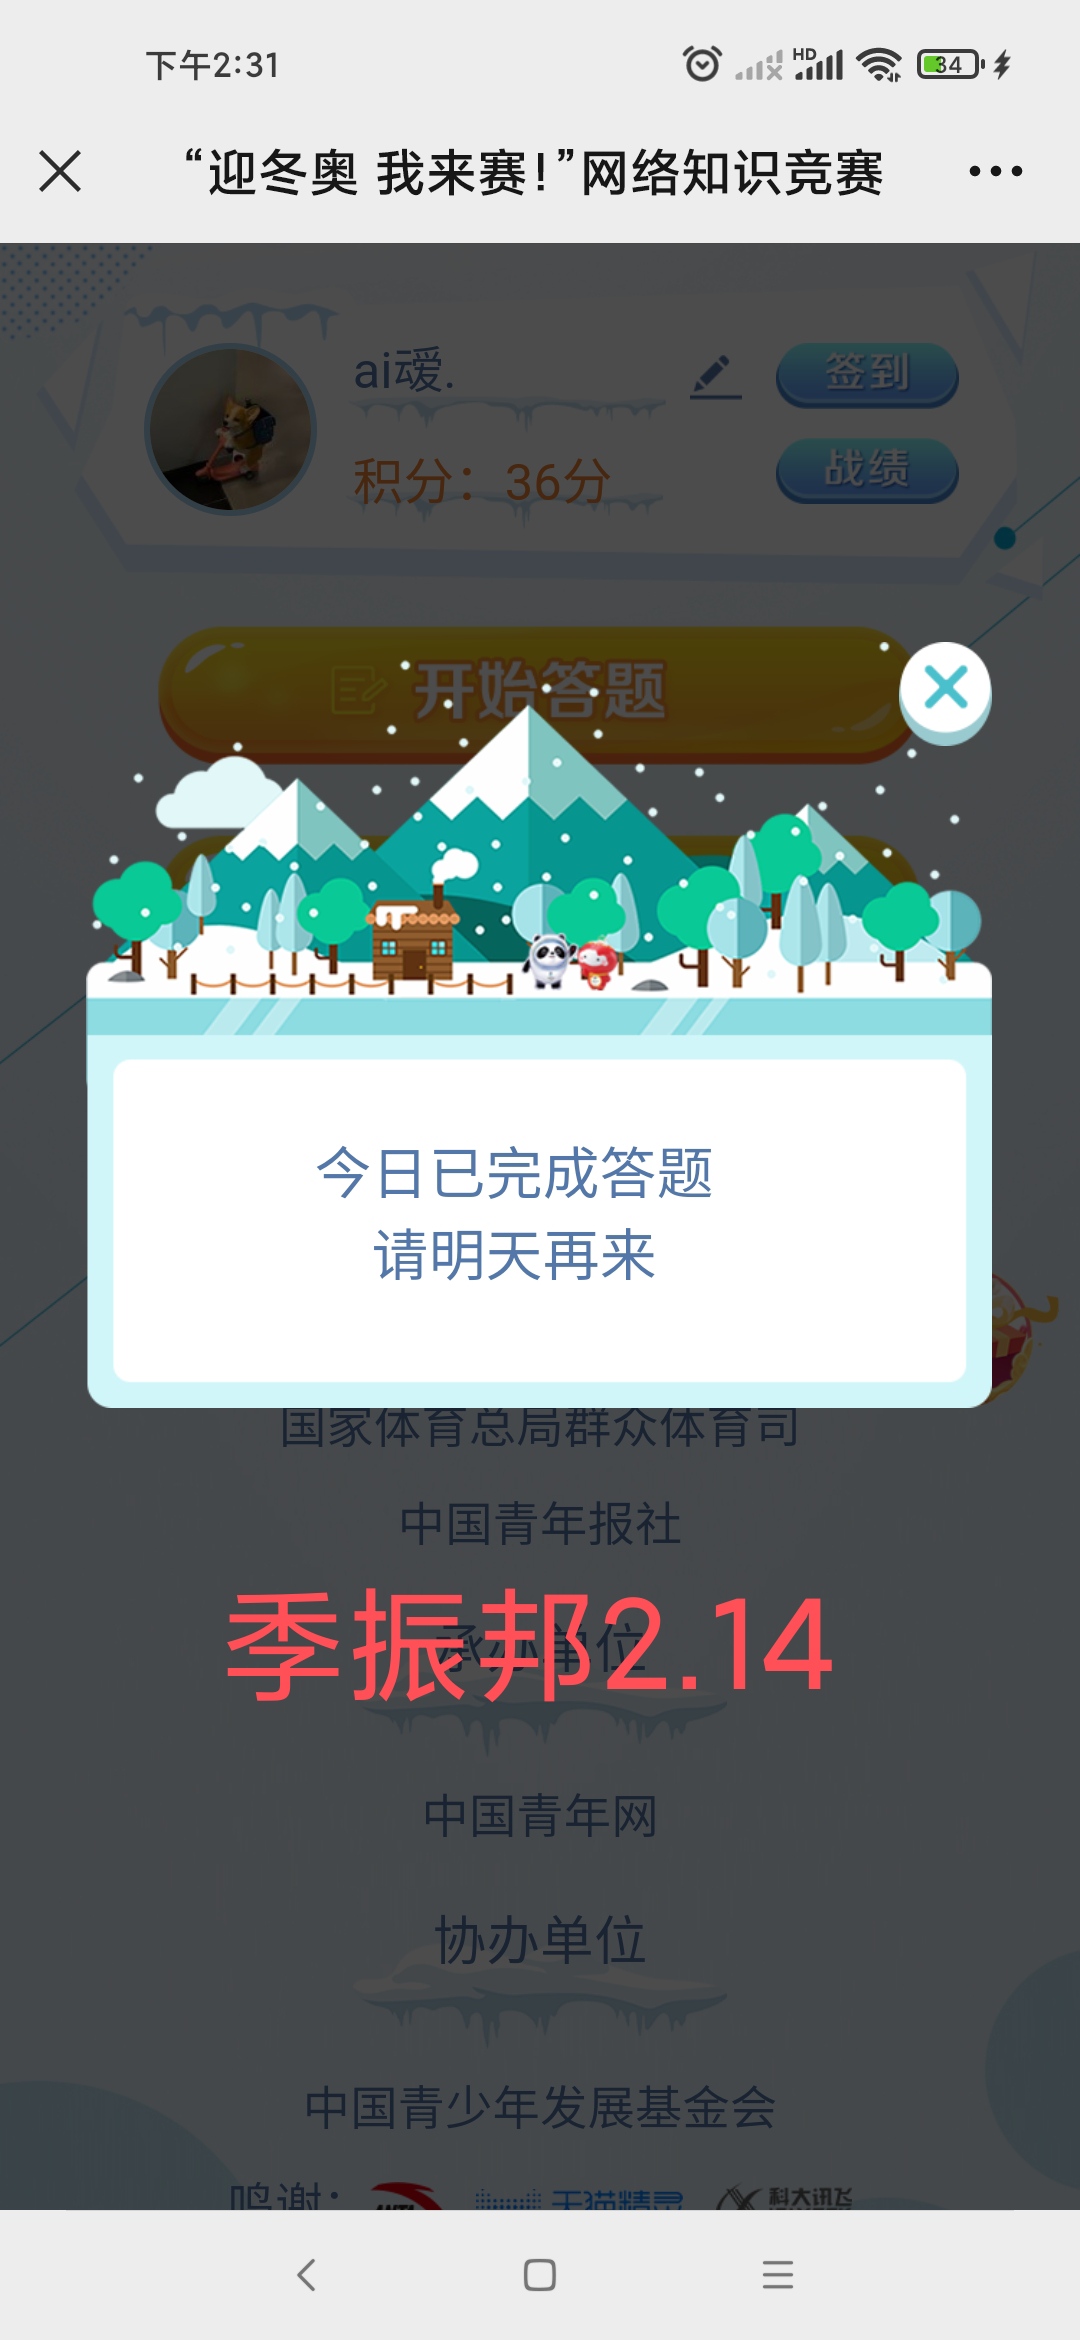 下午2:31
HD
34
“迎冬奥 我来赛！”网络知识竞赛
ai叆.
签到
积分：36分
战绩
开始答题
今日已完成答题
请明天再来
国家体育总局群众体育司
中国青年报社
季振邦2.14
承办单位
中国青年网
协办单位
中国青少年发展基金会
鸣谢：
天猫精灵
科大讯飞